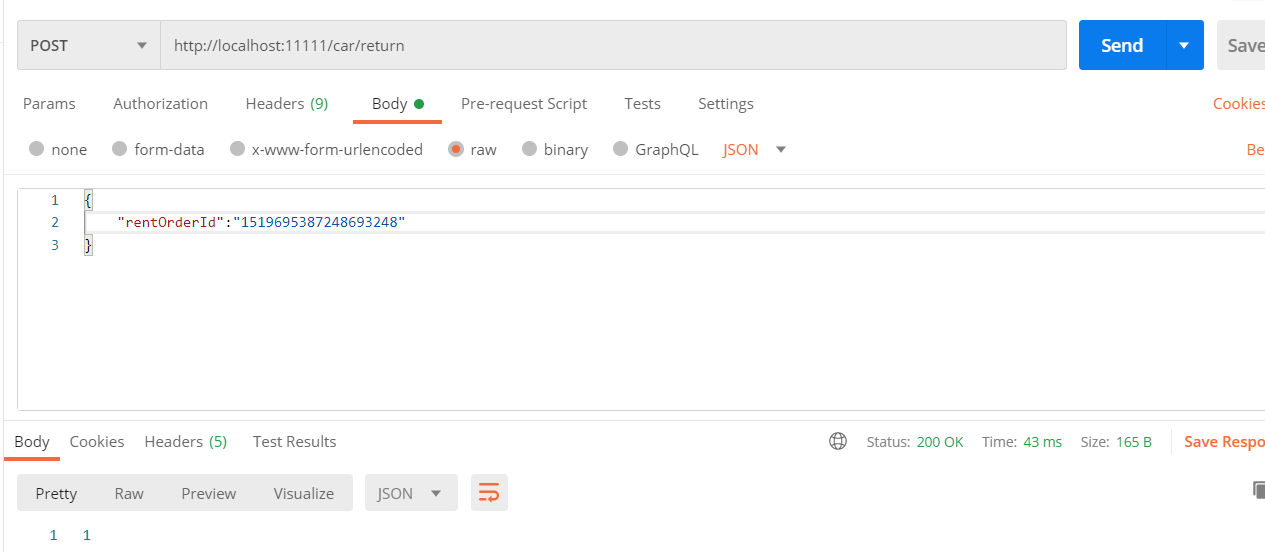 POST http://localhost:11111/car/return Send Save
Params Authorization Headers (9) Body Pre-request Script Tests Settings Cookies
none form-data x-www-form-urlencoded raw binary GraphQL JSON Be
1 {
2 "rentOrderId":"1519695387248693248"
3 }
Body Cookies Headers (5) Test Results Status: 200 OK Time: 43 ms Size: 165 B Save Respo
Pretty Raw Preview Visualize JSON
1 1